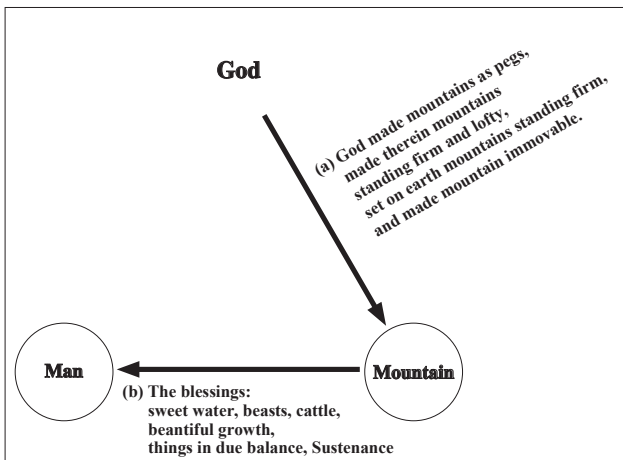 God
(a) God made mountains as pegs,
made therein mountains
standing firm and lofty,
set on earth mountains standing firm,
and made mountain immovable.
Man
Mountain
(b) The blessings:
sweet water, beasts, cattle,
beantiful growth,
things in due balance, Sustenance